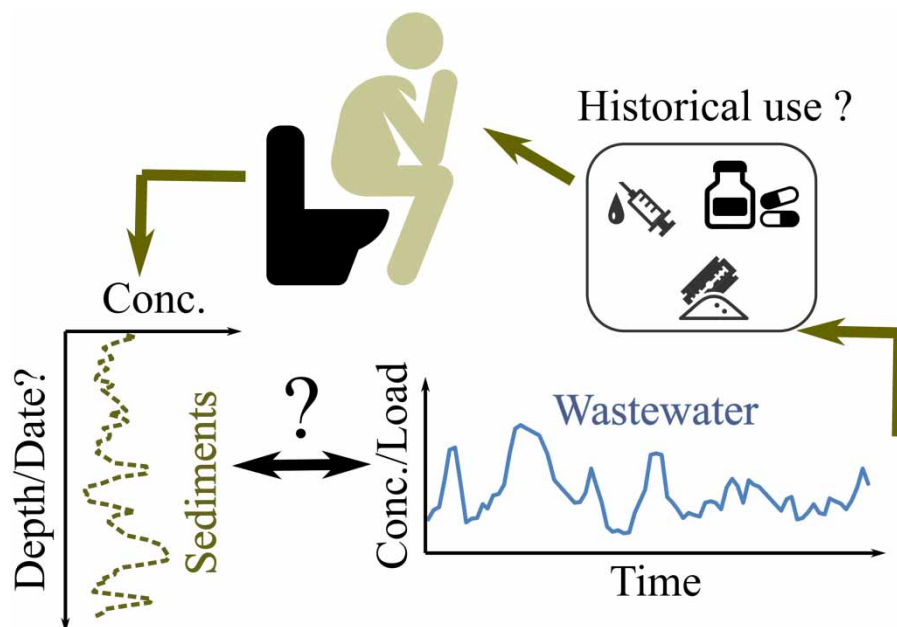 Historical use ?
Conc.
Depth/Date?
Sediments
?
Conc./Load
Wastewater
Time